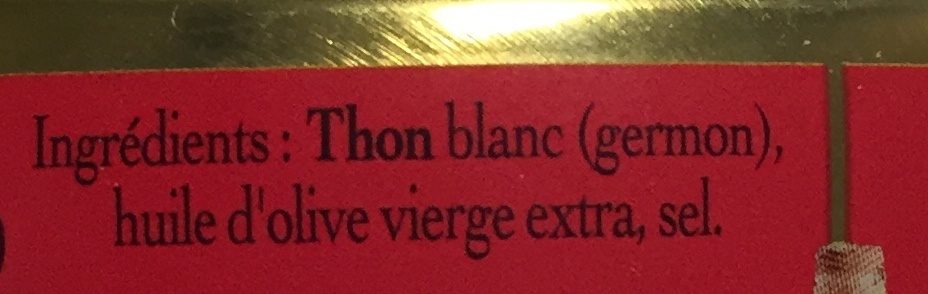 Ingrédients : Thon blanc (germon),
huile d'olive vierge extra, sel.